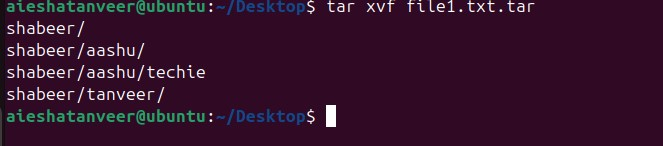 aieshatanveer@ubuntu:~/Desktop$ tar xvf file1.txt.tar
shabeer/
shabeer/aashu/
shabeer/aashu/techie
shabeer/tanveer/
aieshatanveer@ubuntu:~/Desktop$